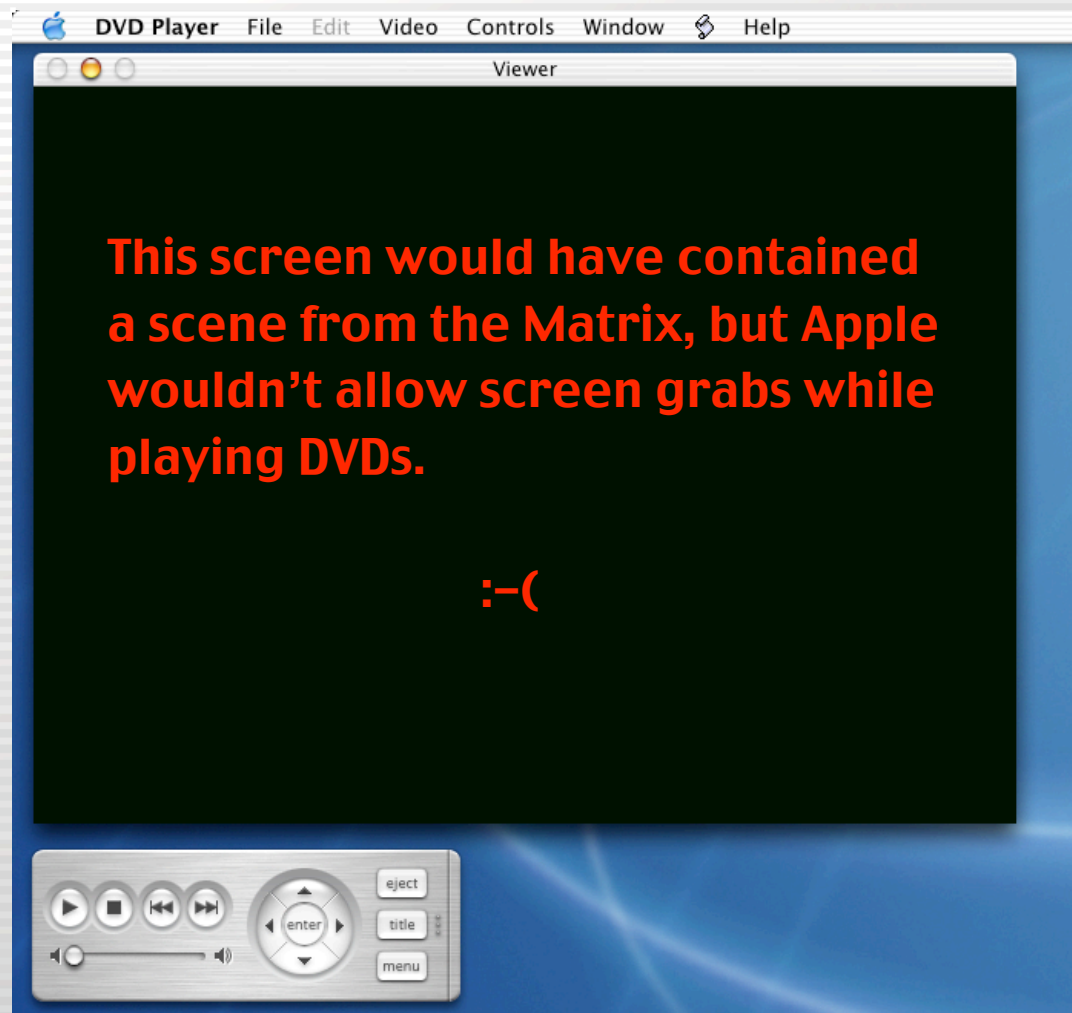 DVD Player File Edit Video Controls Window Help
Viewer
This screen would have contained
a scene from the Matrix, but Apple
wouldn’t allow screen grabs while
playing DVDs.
:-(
eject
enter title
menu